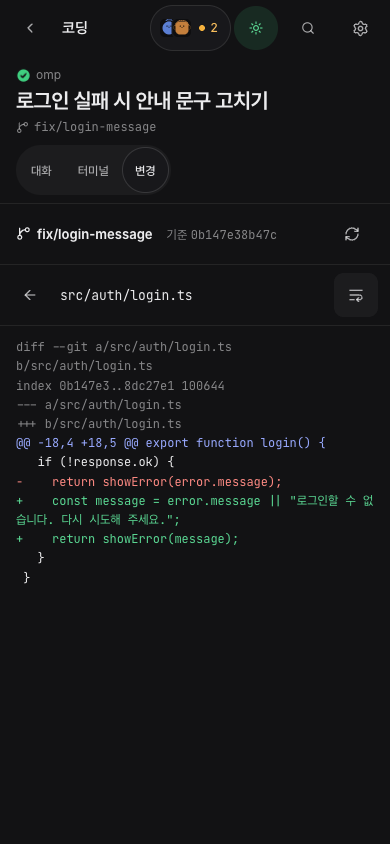 코딩
2
omp
로그인 실패 시 안내 문구 고치기
fix/login-message
대화 터미널 변경
fix/login-message 기준 0b147e38b47c
src/auth/login.ts
diff --git a/src/auth/login.ts
b/src/auth/login.ts
index 0b147e3..8dc27e1 100644
--- a/src/auth/login.ts
+++ b/src/auth/login.ts
@@ -18,4 +18,5 @@ export function login() {
   if (!response.ok) {
-    return showError(error.message);
+    const message = error.message || "로그인할 수 없
습니다. 다시 시도해 주세요.";
+    return showError(message);
   }
 }